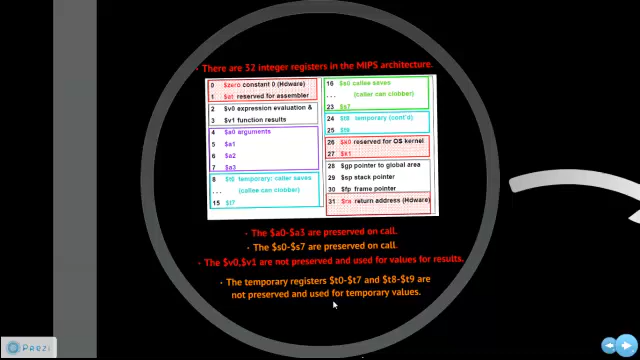 · There are 32 integer registers in the MIPS architecture.
0 $zero constant 0 (Hdware)
1 $at reserved for assembler
2 $v0 expression evaluation &
3 $v1 function results
4 $a0 arguments
5 $a1
6 $a2
7 $a3
8 $t0 temporary: caller saves
. . . (callee can clobber)
15 $t7
16 $s0 callee saves
. . . (caller can clobber)
23 $s7
24 $t8 temporary (cont'd)
25 $t9
26 $k0 reserved for OS kernel
27 $k1
28 $gp pointer to global area
29 $sp stack pointer
30 $fp frame pointer
31 $ra return address (Hdware)
· The $a0-$a3 are preserved on call.
· The $s0-$s7 are preserved on call.
· The $v0,$v1 are not preserved and used for values for results.
· The temporary registers $t0-$t7 and $t8-$t9 are
not preserved and used for temporary values.
Prezi